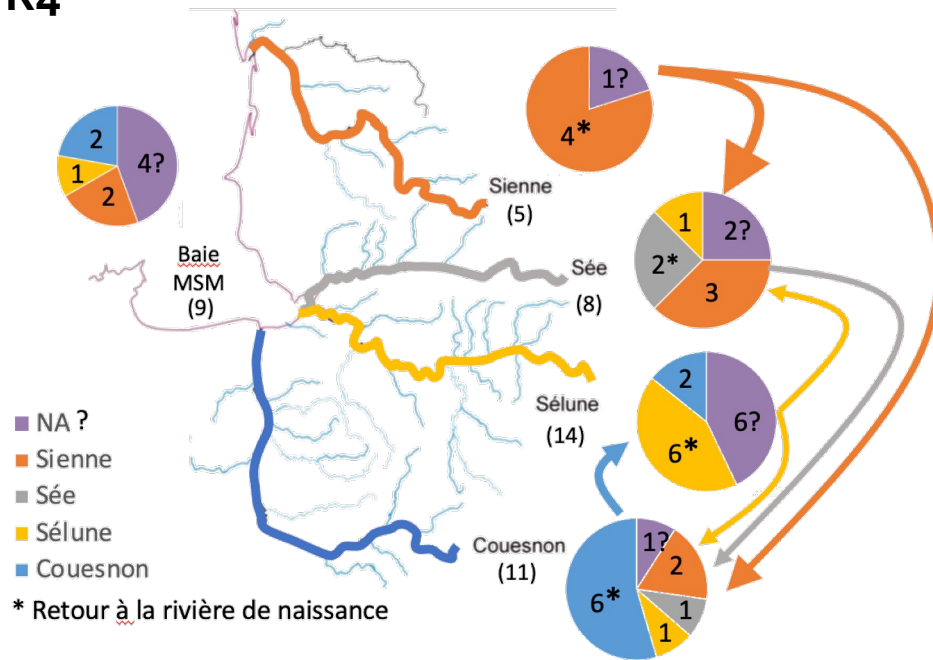 2
1
2
4?
1?
4*
Sienne
(5)
1
2?
2*
3
Baie
MSM
(9)
Sée
(8)
2
6?
6*
Sélune
(14)
NA ?
Sienne
Sée
Sélune
Couesnon
* Retour à la rivière de naissance
Couesnon
(11)
1?
2
6*
1
1